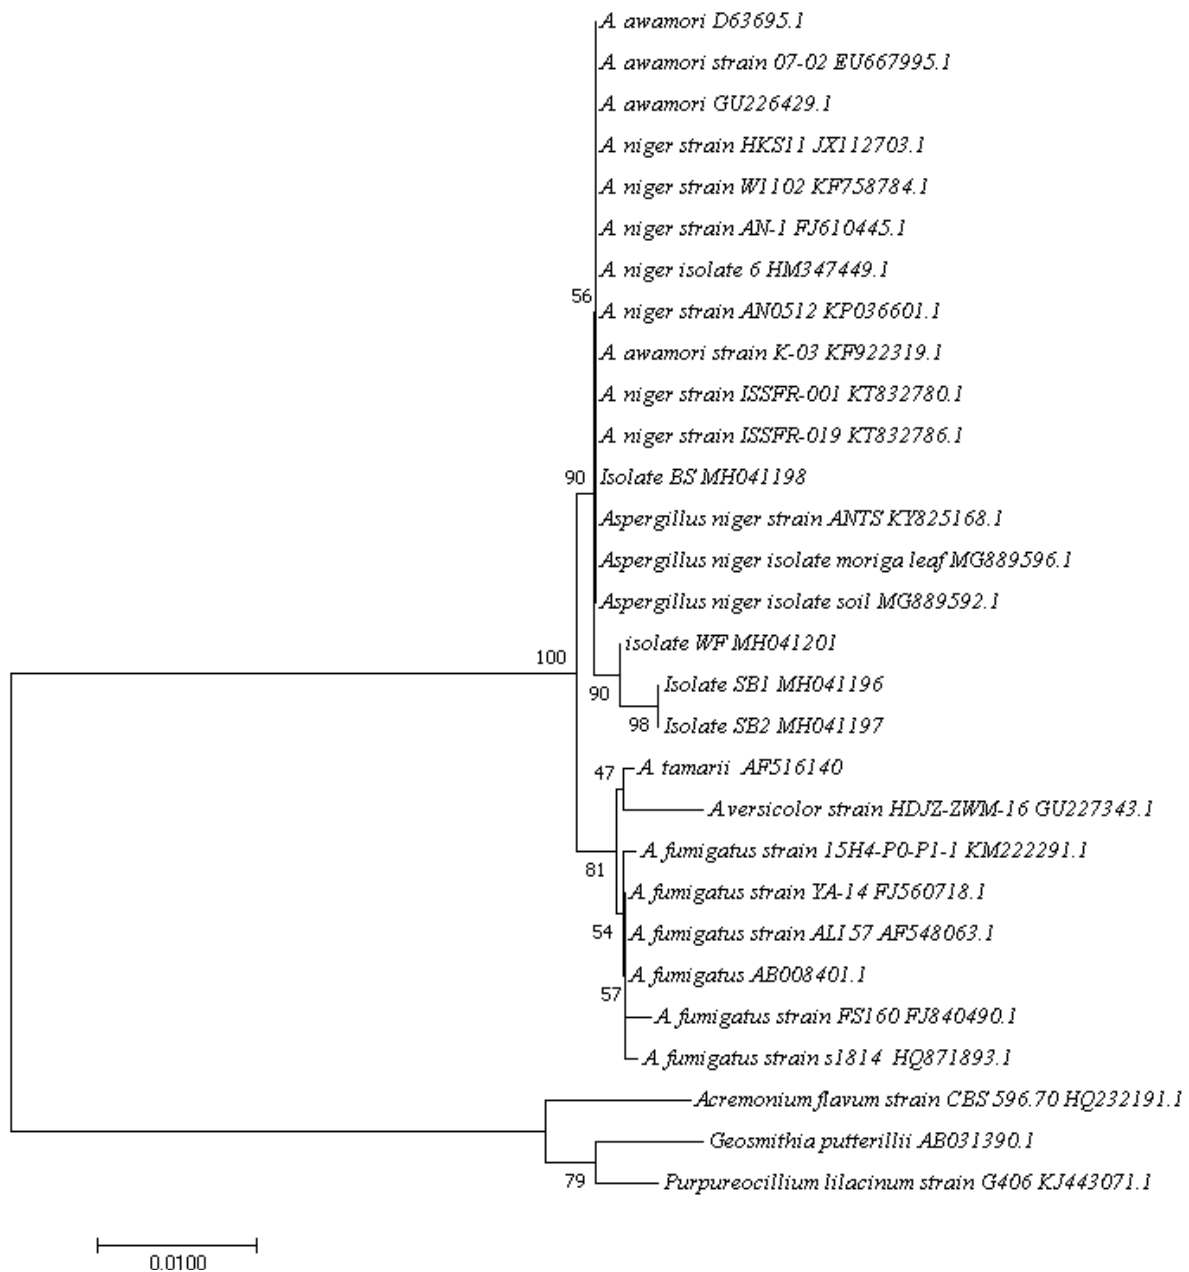 A. awamori D63695.1
A. awamori strain 07-02 EU667995.1
A. awamori GU226429.1
A. niger strain HKS11 JX112703.1
A. niger strain W1102 KF758784.1
A. niger strain AN-1 FJ610445.1
A. niger isolate 6 HM347449.1
56
A. niger strain AN0512 KP036601.1
A. awamori strain K-03 KF922319.1
A. niger strain ISSFR-001 KT832780.1
A. niger strain ISSFR-019 KT832786.1
90
Isolate BS MH041198
Aspergillus niger strain ANTS KY825168.1
Aspergillus niger isolate moriga leaf MG889596.1
Aspergillus niger isolate soil MG889592.1
isolate WF MH041201
100
90
Isolate SB1 MH041196
98
Isolate SB2 MH041197
47
A. tamarii AF516140
A.versicolor strain HDJZ-ZWM-16 GU227343.1
A. fumigatus strain 15H4-P0-P1-1 KM222291.1
81
A. fumigatus strain YA-14 FJ560718.1
54
A. fumigatus strain ALI 57 AF548063.1
A. fumigatus AB008401.1
57
A. fumigatus strain FS160 FJ840490.1
A. fumigatus strain s1814 HQ871893.1
Acremonium flavum strain CBS 596.70 HQ232191.1
Geosmithia putterillii AB031390.1
79
Purpureocillium lilacinum strain G406 KJ443071.1
0.0100